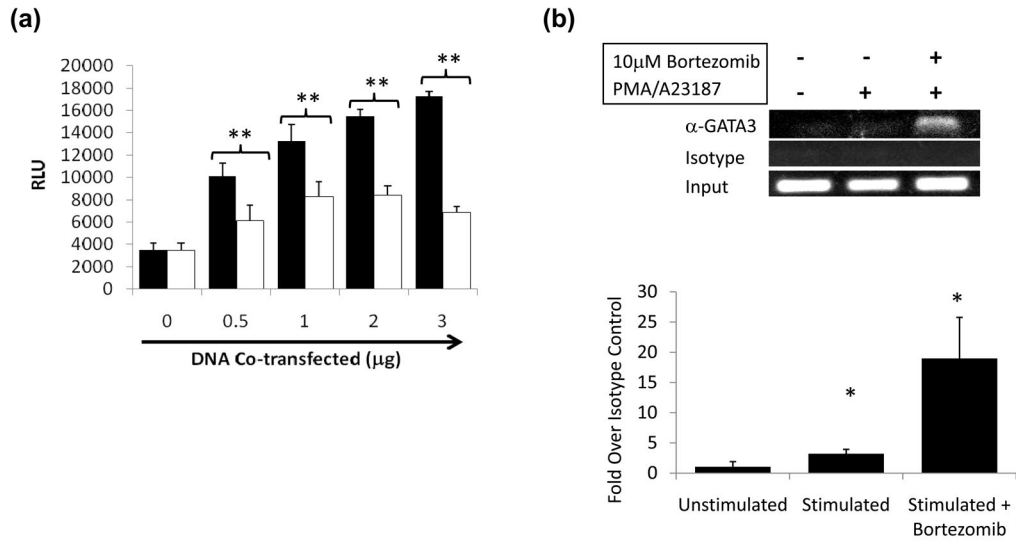 (a)
20000
18000
16000
14000
12000
10000
8000
6000
4000
2000
0
RLU
**
**
**
**
0 0.5 1 2 3
DNA Co-transfected (μg)
(b)
10μM Bortezomib - - +
PMA/A23187 - + +
α-GATA3
Isotype
Input
30
25
20
15
10
5
0
Fold Over Isotype Control
*
*
Unstimulated Stimulated Stimulated +
Bortezomib